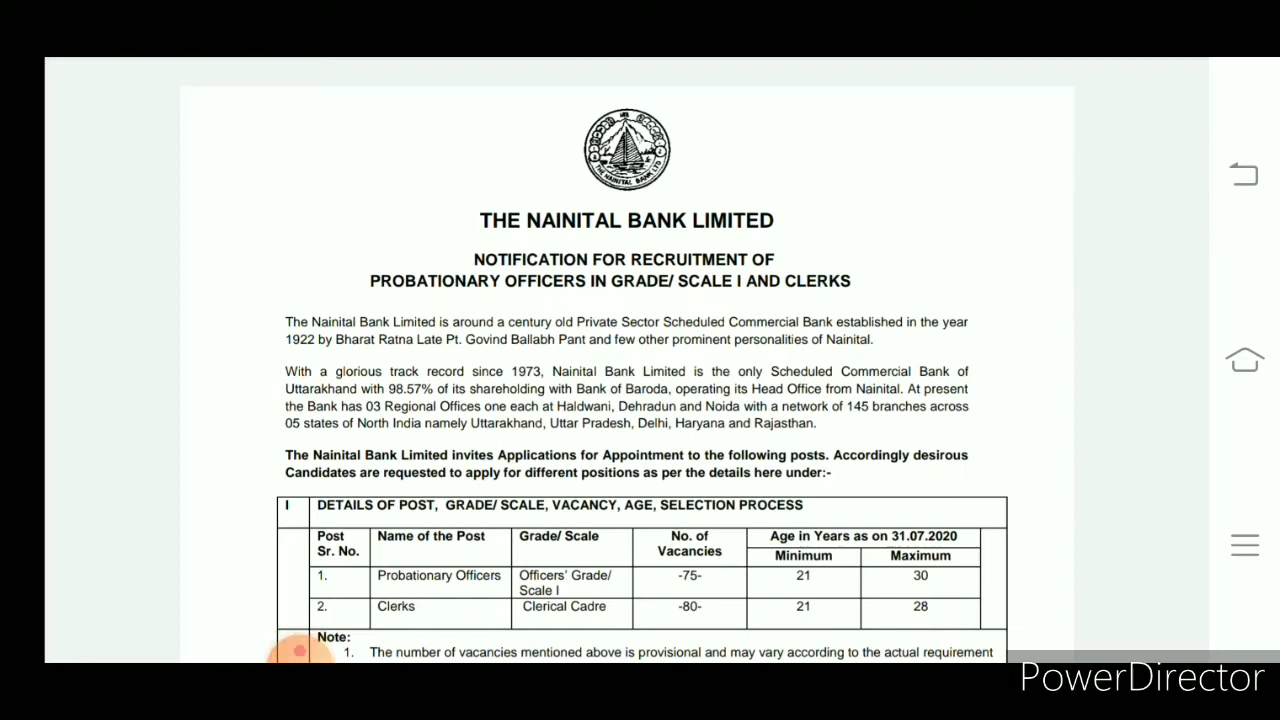 THE NAINITAL BANK LTD
THE NAINITAL BANK LIMITED
NOTIFICATION FOR RECRUITMENT OF
PROBATIONARY OFFICERS IN GRADE/ SCALE I AND CLERKS
The Nainital Bank Limited is around a century old Private Sector Scheduled Commercial Bank established in the year
1922 by Bharat Ratna Late Pt. Govind Ballabh Pant and few other prominent personalities of Nainital.
With a glorious track record since 1973, Nainital Bank Limited is the only Scheduled Commercial Bank of
Uttarakhand with 98.57% of its shareholding with Bank of Baroda, operating its Head Office from Nainital. At present
the Bank has 03 Regional Offices one each at Haldwani, Dehradun and Noida with a network of 145 branches across
05 states of North India namely Uttarakhand, Uttar Pradesh, Delhi, Haryana and Rajasthan.
The Nainital Bank Limited invites Applications for Appointment to the following posts. Accordingly desirous
Candidates are requested to apply for different positions as per the details here under:-
I DETAILS OF POST, GRADE/ SCALE, VACANCY, AGE, SELECTION PROCESS
Post Name of the Post Grade/ Scale No. of Age in Years as on 31.07.2020
Sr. No. Vacancies Minimum Maximum
1. Probationary Officers Officers' Grade/ -75- 21 30
Scale I
2. Clerks Clerical Cadre -80- 21 28
Note:
1. The number of vacancies mentioned above is provisional and may vary according to the actual requirement
PowerDirector